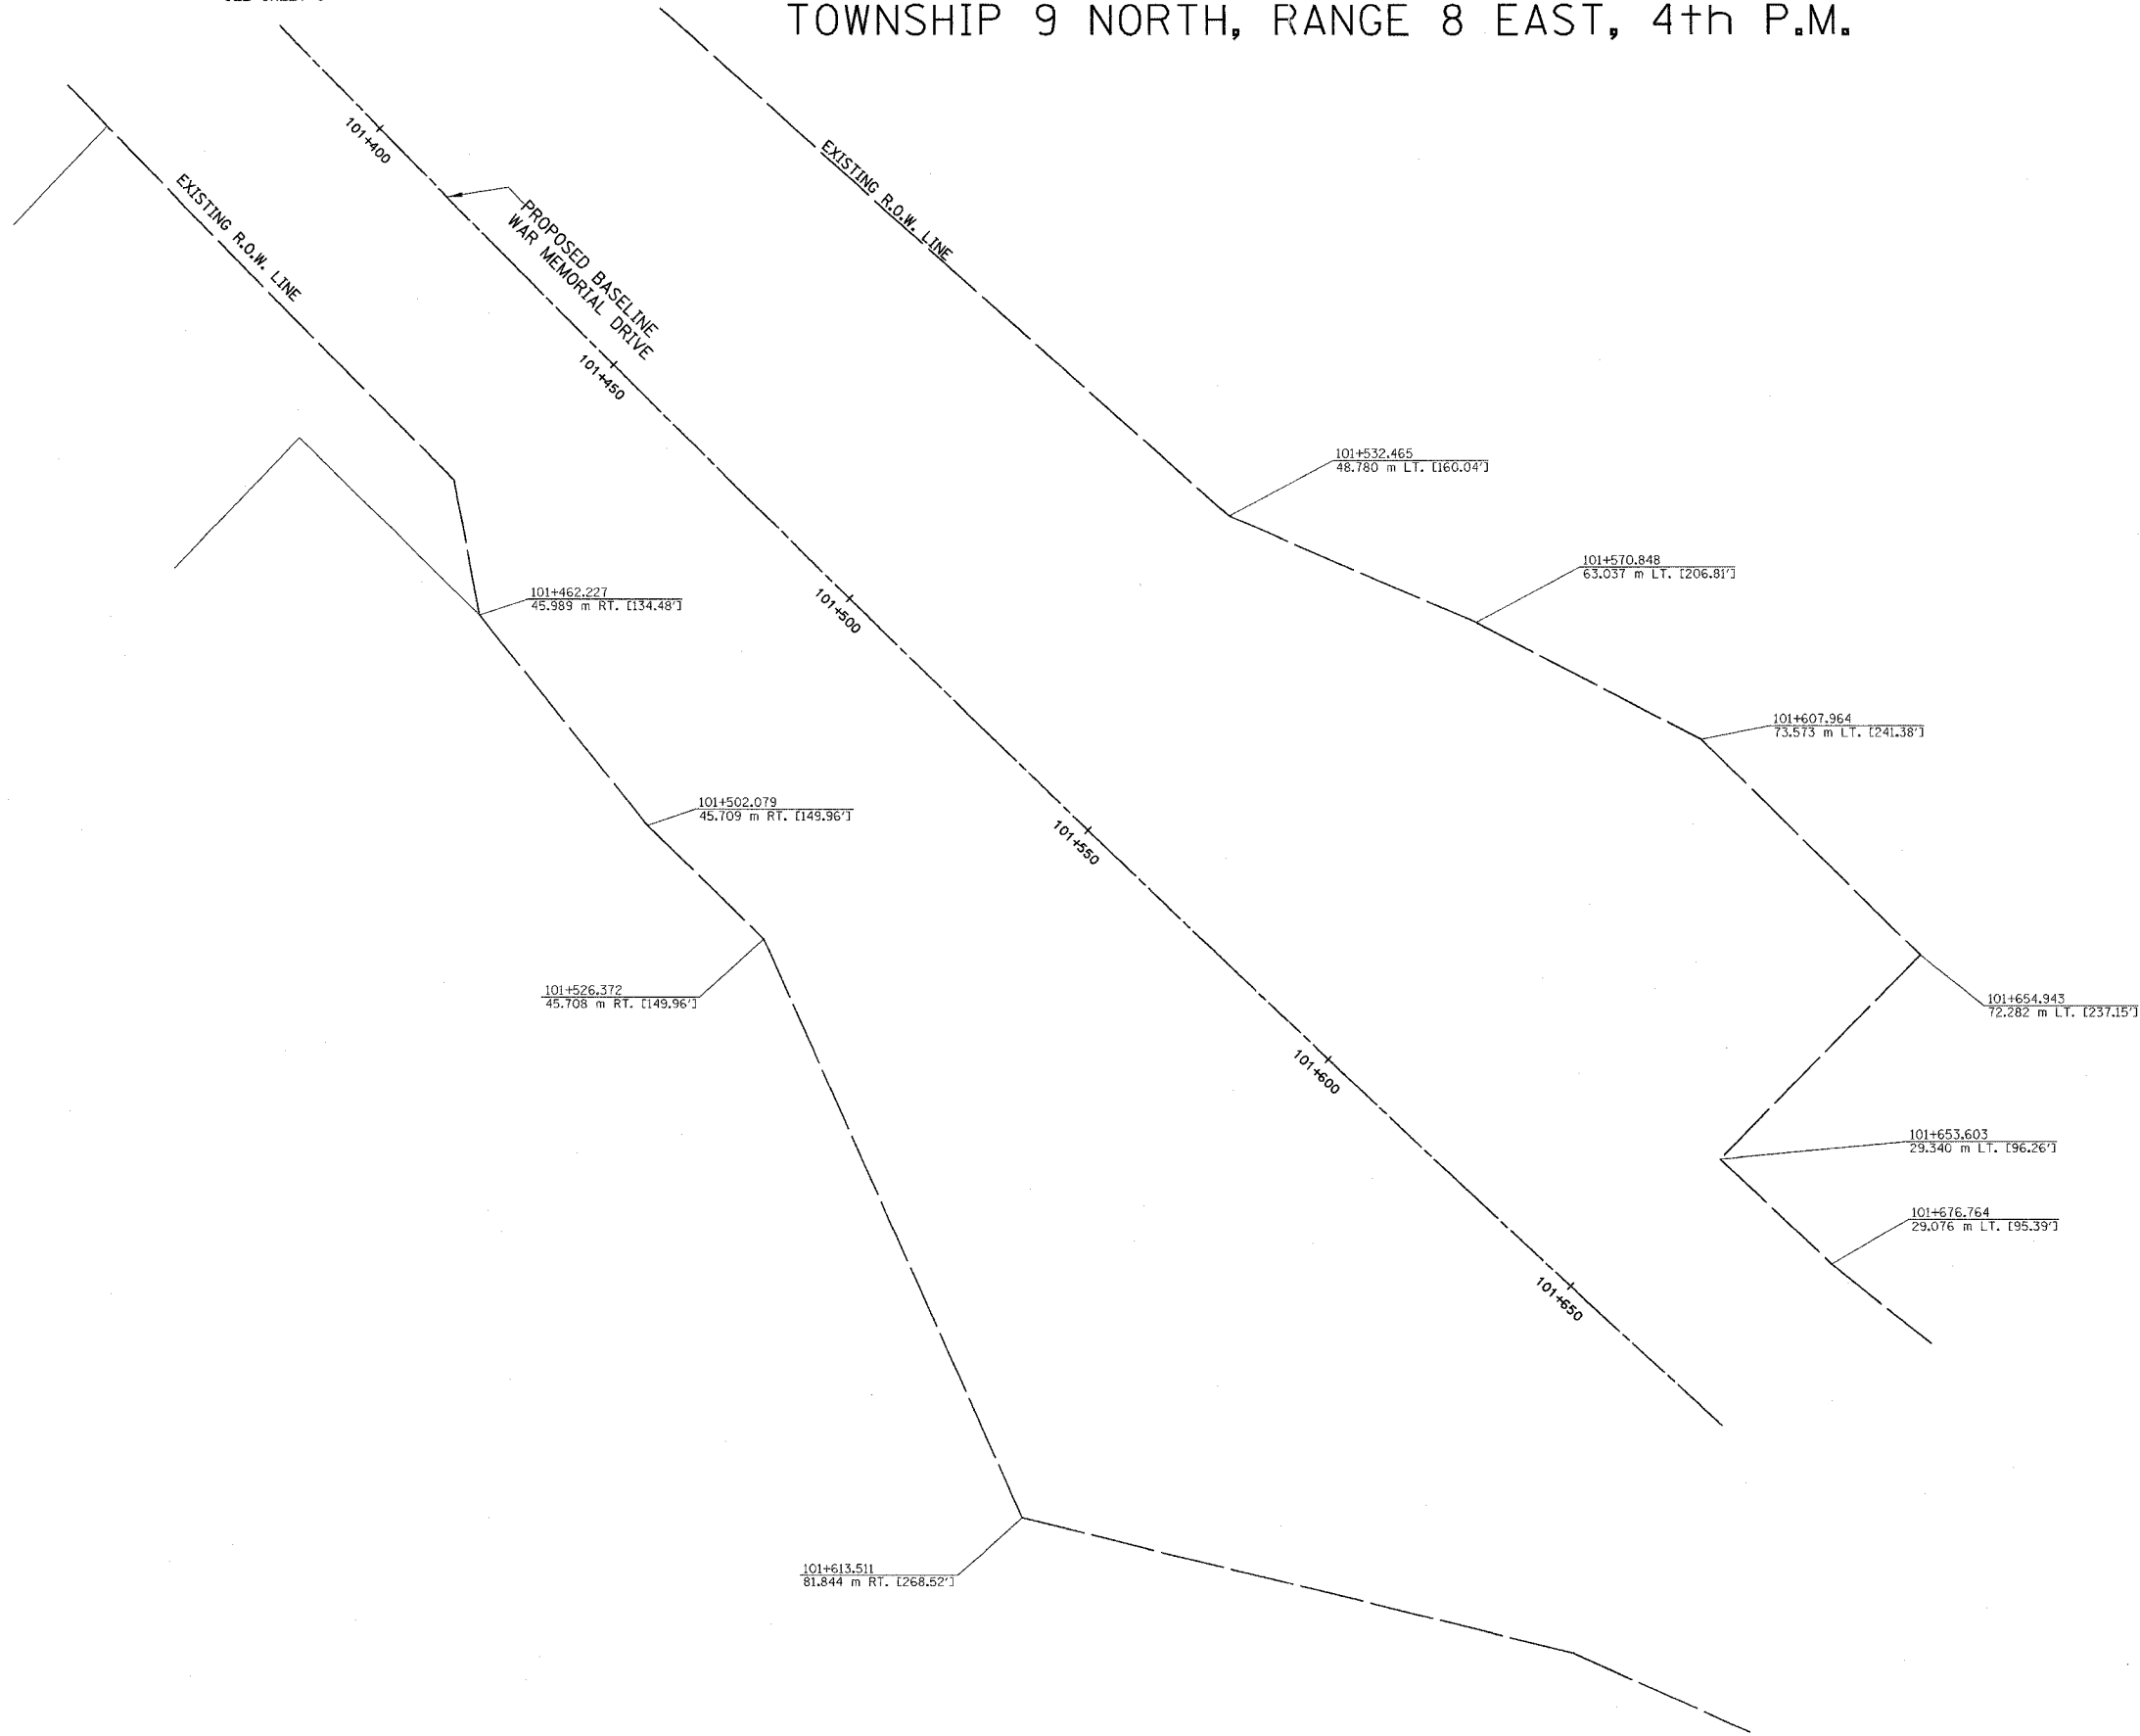 TOWNSHIP 9 NORTH, RANGE 8 EAST, 4th P.M.
101+400
EXISTING R.O.W. LINE
EXISTING R.O.W. LINE
PROPOSED BASELINE
WAR MEMORIAL DRIVE
101+450
101+532.465
48.780 m LT. [160.04']
101+570.848
63.037 m LT. [206.81']
101+462.227
45.989 m RT. [134.48']
101+500
101+607.964
73.573 m LT. [241.38']
101+502.079
45.709 m RT. [149.96']
101+550
101+526.372
45.708 m RT. [149.96']
101+654.943
72.282 m LT. [237.15']
101+600
101+653.603
29.340 m LT. [96.26']
101+676.764
29.076 m LT. [95.39']
101+650
101+613.511
81.844 m RT. [268.52']